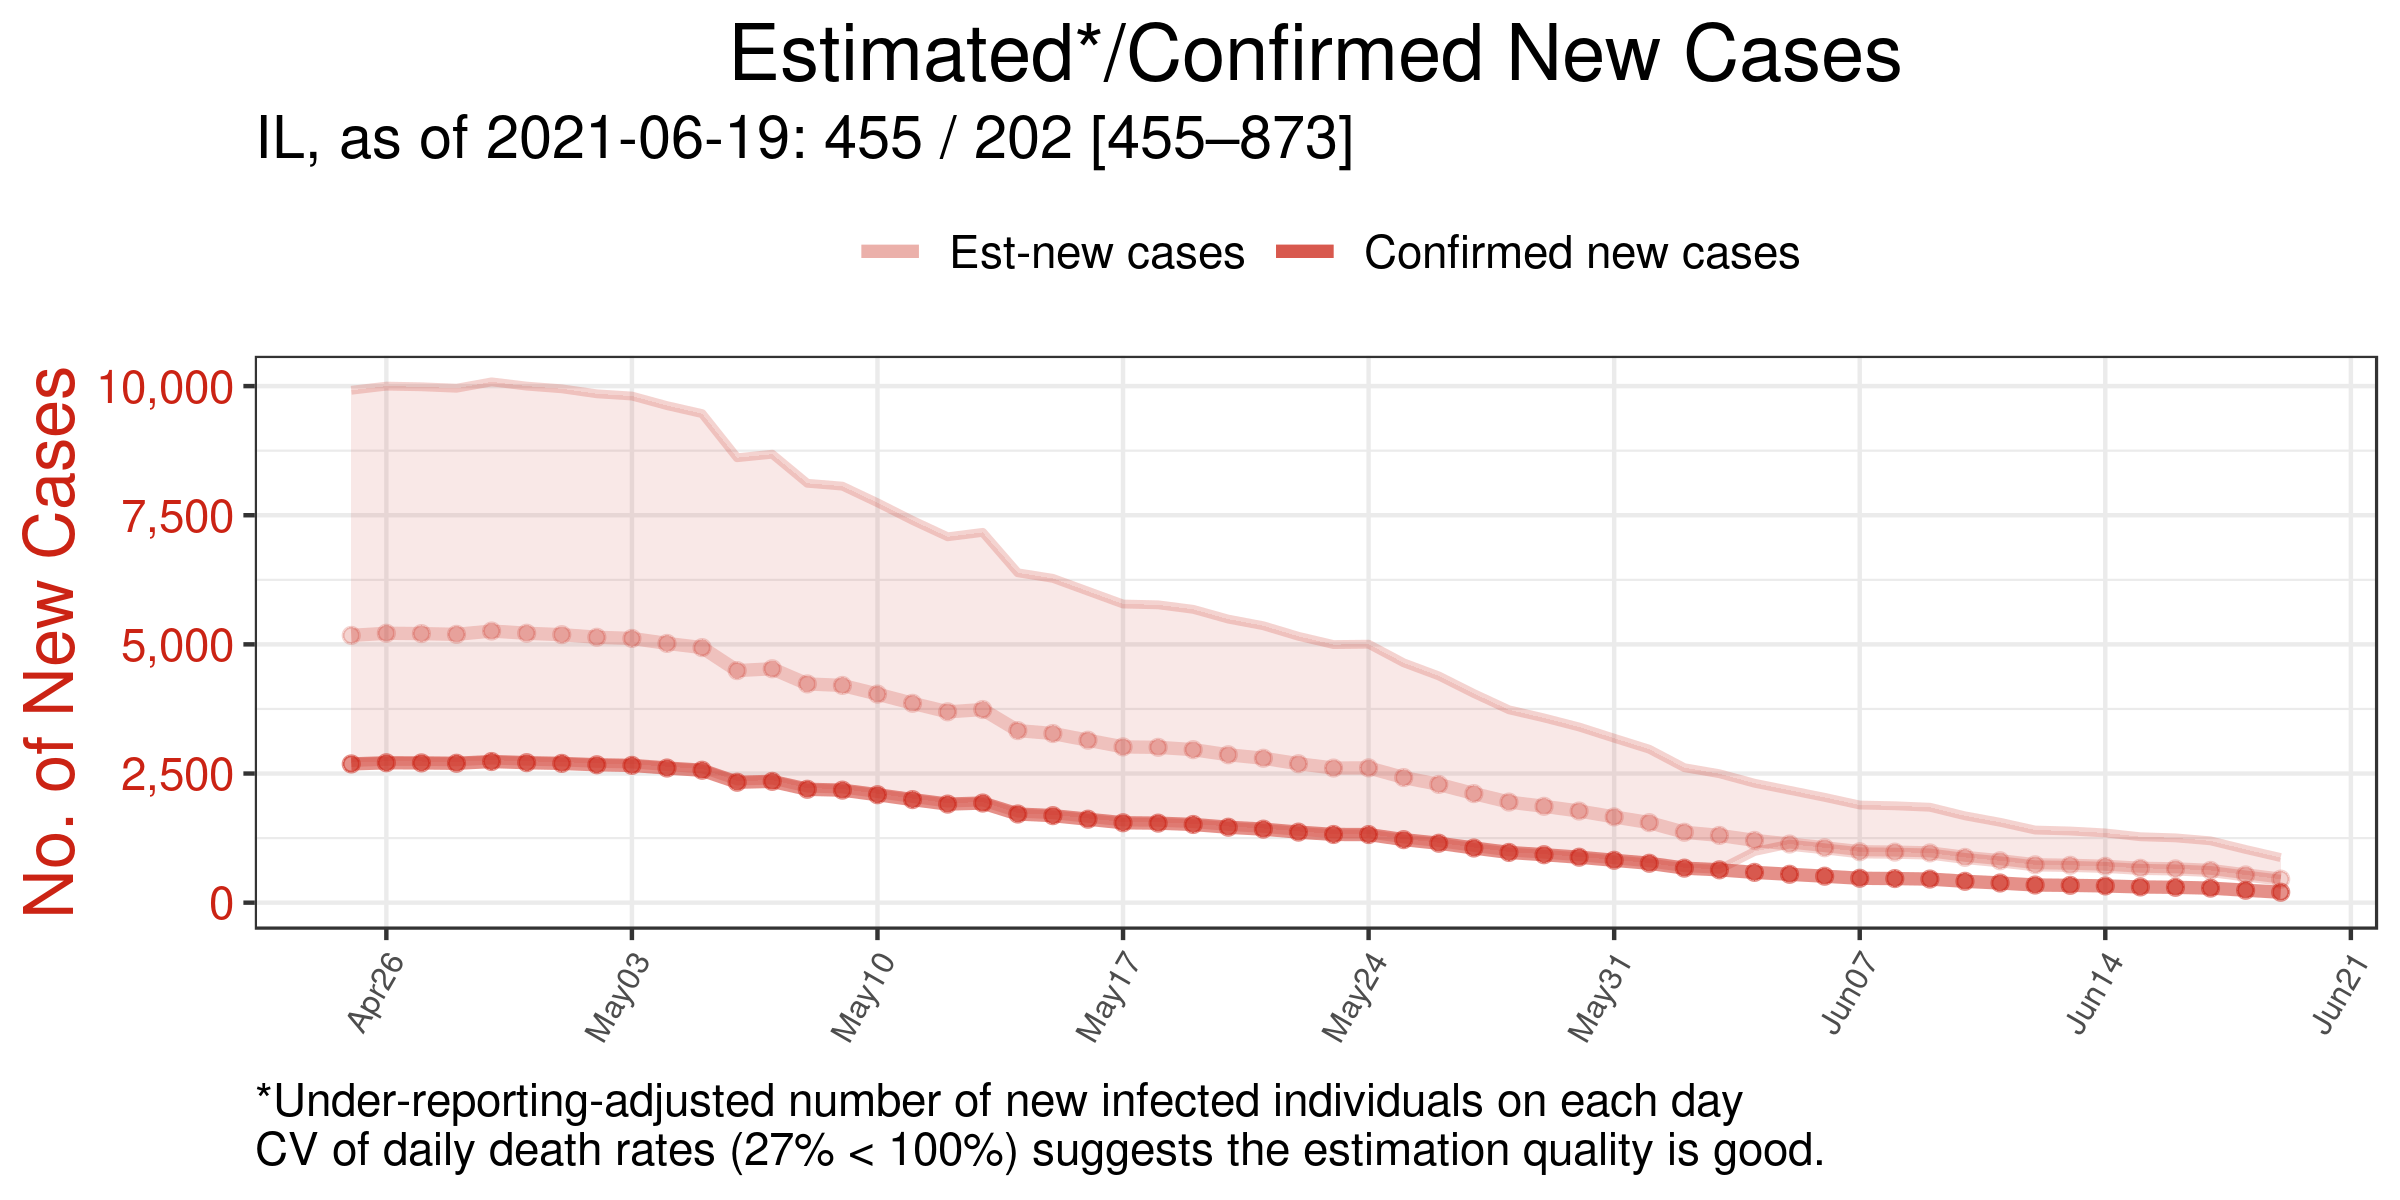 Estimated*/Confirmed New Cases
IL, as of 2021-06-19: 455 / 202 [455–873]
Est-new cases
Confirmed new cases
No. of New Cases
10,000
7,500
5,000
2,500
0
Apr26
May03
May10
May17
May24
May31
Jun07
Jun14
Jun21
*Under-reporting-adjusted number of new infected individuals on each day
CV of daily death rates (27% < 100%) suggests the estimation quality is good.